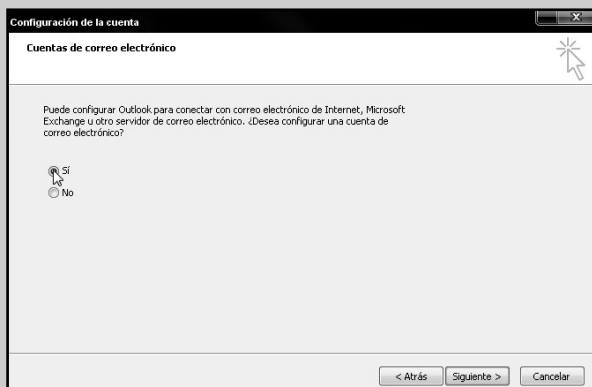 Configuración de la cuenta
Cuentas de correo electrónico
Puede configurar Outlook para conectar con correo electrónico de Internet, Microsoft
Exchange u otro servidor de correo electrónico. ¿Desea configurar una cuenta de
correo electrónico?
Sí
No
< Atrás
Siguiente >
Cancelar